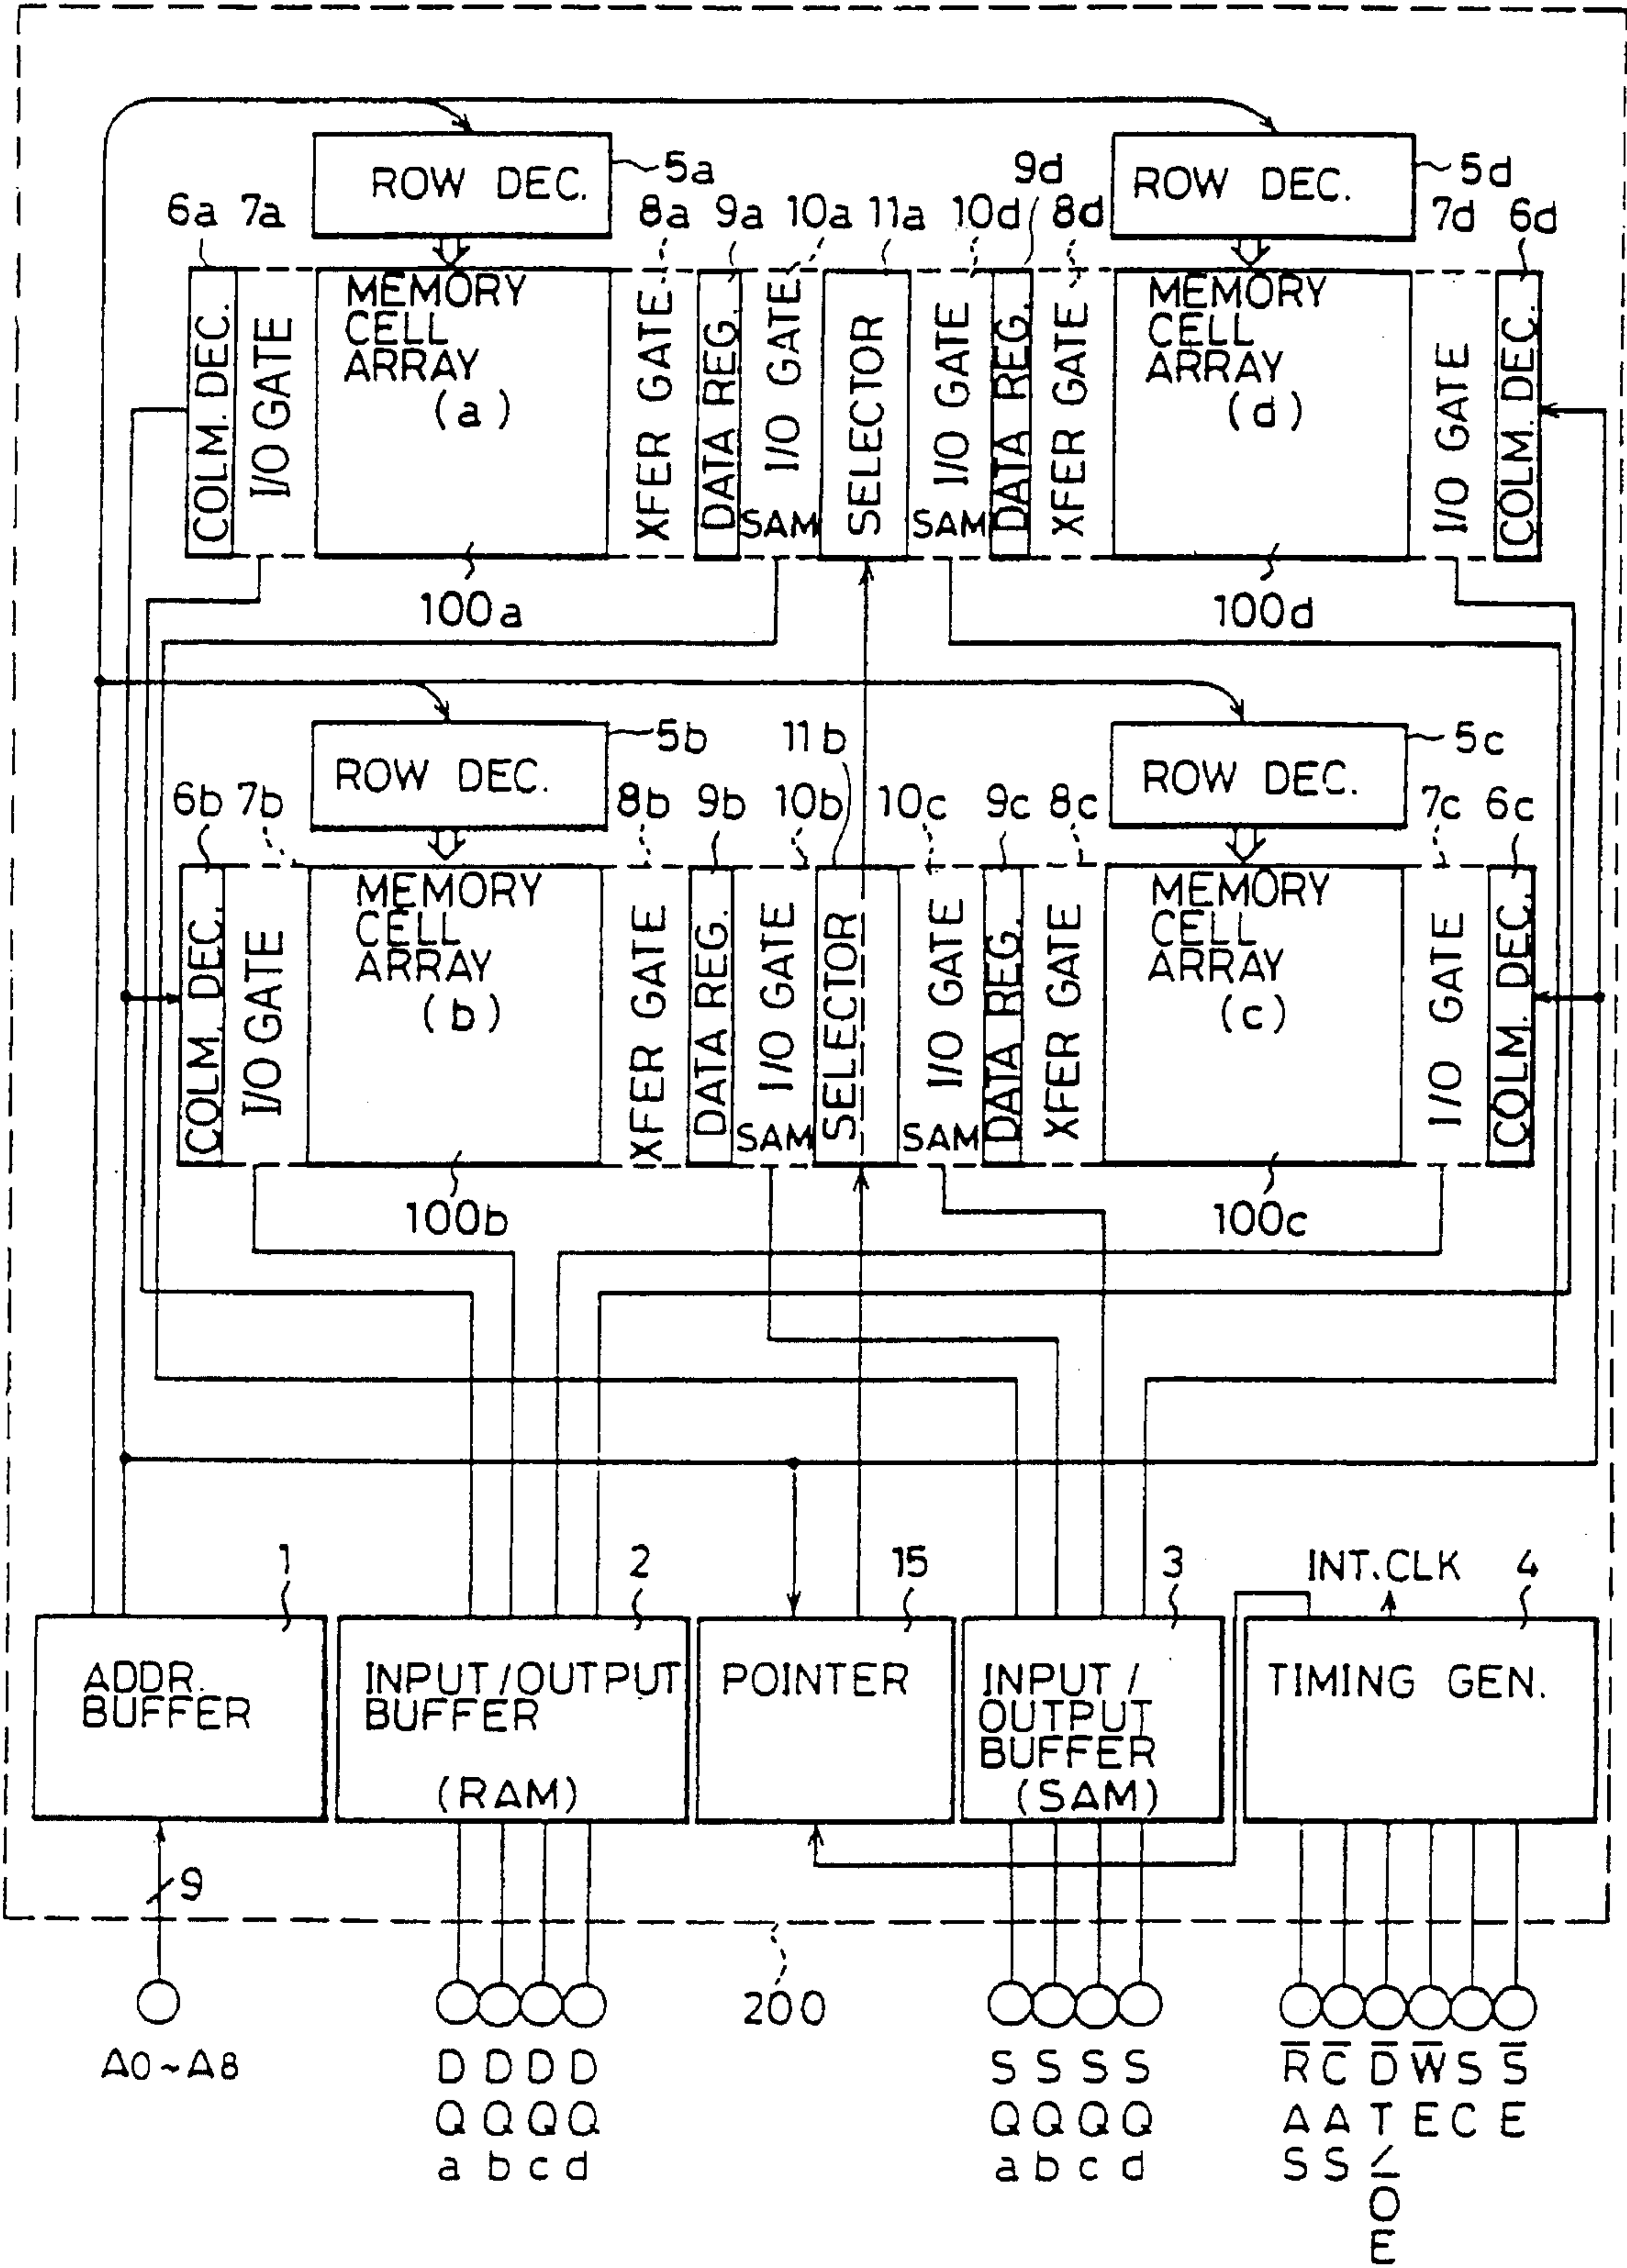 ROW DEC.
5a
ROW DEC.
5d
6a 7a 8a 9a 10a 11a 10d 9d 8d 7d 6d
COLM. DEC.
I/O GATE
MEMORY
CELL
ARRAY
(a)
XFER GATE
DATA REG.
I/O GATE
SAM
SELECTOR
I/O GATE
SAM
DATA REG.
XFER GATE
MEMORY
CELL
ARRAY
(d)
I/O GATE
COLM. DEC.
100a
100d
ROW DEC.
5b
11b
ROW DEC.
5c
6b 7b 8b 9b 10b 10c 9c 8c 7c 6c
COLM. DEC.
I/O GATE
MEMORY
CELL
ARRAY
(b)
XFER GATE
DATA REG.
I/O GATE
SAM
SELECTOR
I/O GATE
SAM
DATA REG.
XFER GATE
MEMORY
CELL
ARRAY
(c)
I/O GATE
COLM. DEC.
100b
100c
1
2
15
3
INT.CLK
4
ADDR.
BUFFER
INPUT/OUTPUT
BUFFER
(RAM)
POINTER
INPUT/
OUTPUT
BUFFER
(SAM)
TIMING GEN.
9
200
A0~A8
DQa
DQb
DQc
DQd
SQa
SQb
SQc
SQd
R̅AS
C̅AS
D̅T/O̅E
W̅E
SC
S̅E